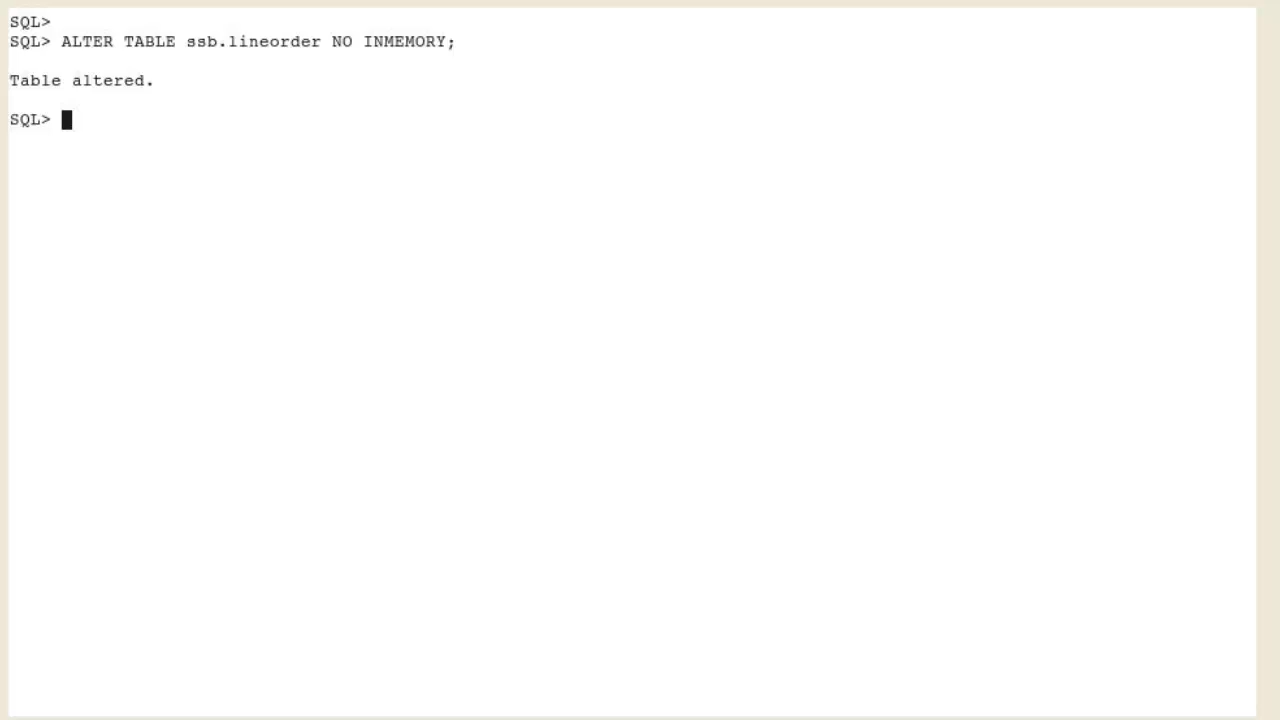 SQL>
SQL> ALTER TABLE ssb.lineorder NO INMEMORY;
Table altered.
SQL>